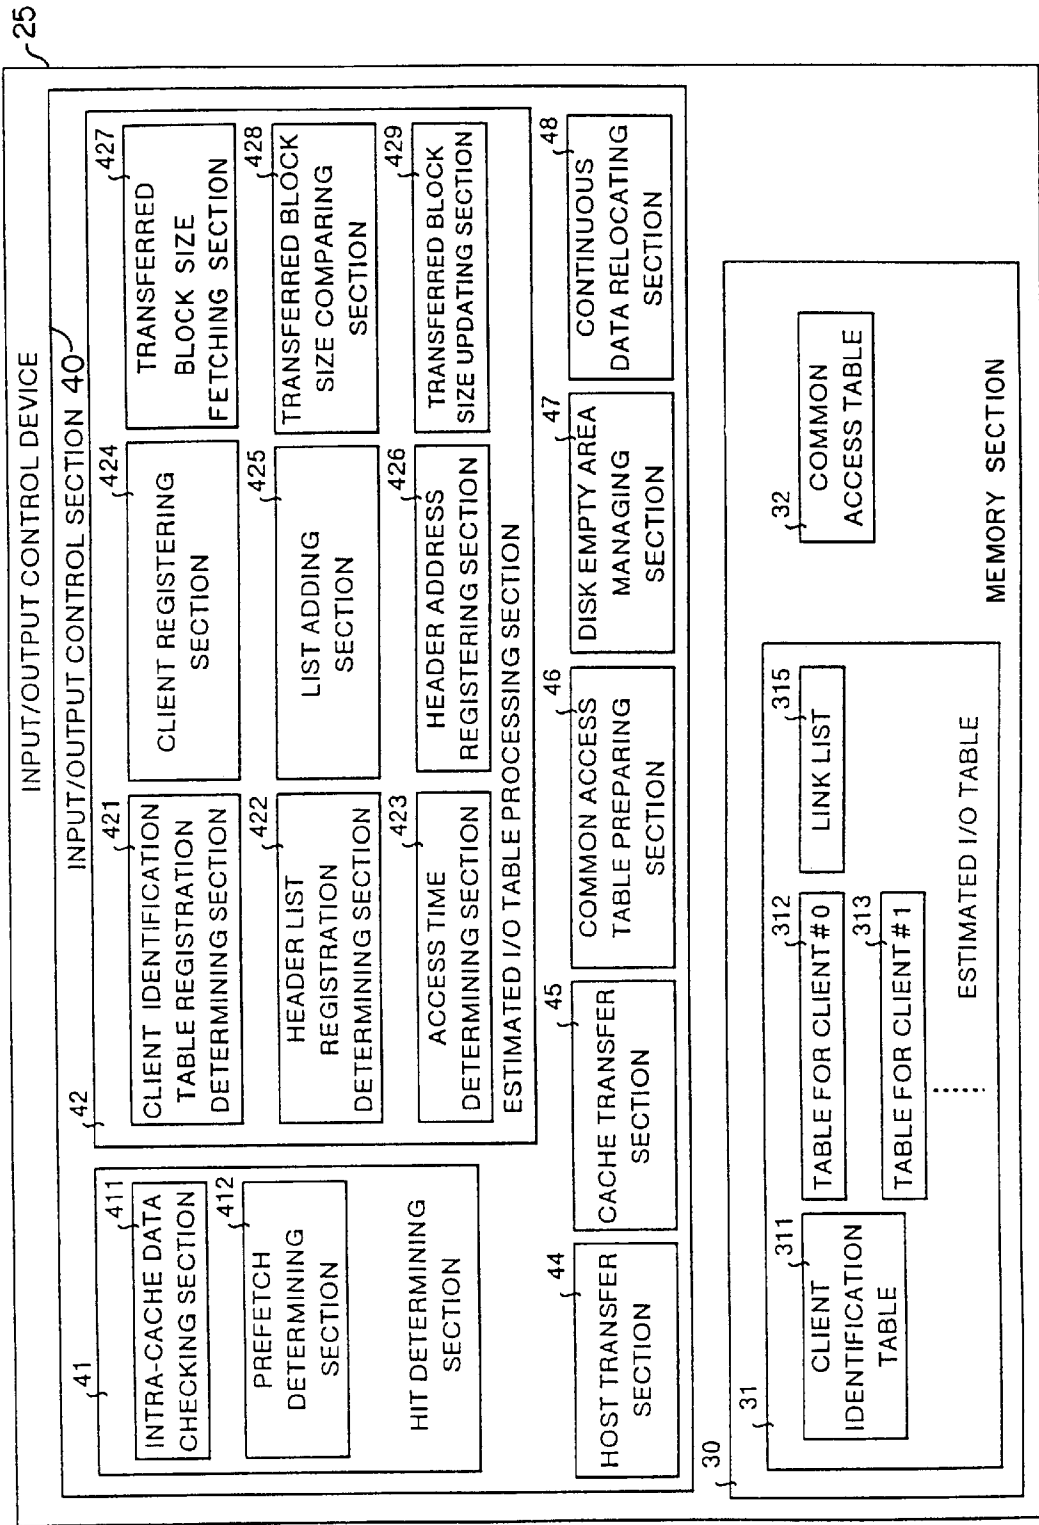 25
INPUT/OUTPUT CONTROL DEVICE
INPUT/OUTPUT CONTROL SECTION 40
41
411
INTRA-CACHE DATA
CHECKING SECTION
412
PREFETCH
DETERMINING
SECTION
HIT DETERMINING
SECTION
42
421
CLIENT IDENTIFICATION
TABLE REGISTRATION
DETERMINING SECTION
422
HEADER LIST
REGISTRATION
DETERMINING SECTION
423
ACCESS TIME
DETERMINING SECTION
424
CLIENT REGISTERING
SECTION
425
LIST ADDING
SECTION
426
HEADER ADDRESS
REGISTERING SECTION
427
TRANSFERRED
BLOCK SIZE
FETCHING SECTION
428
TRANSFERRED BLOCK
SIZE COMPARING
SECTION
429
TRANSFERRED BLOCK
SIZE UPDATING SECTION
ESTIMATED I/O TABLE PROCESSING SECTION
44
HOST TRANSFER
SECTION
45
CACHE TRANSFER
SECTION
46
COMMON ACCESS
TABLE PREPARING
SECTION
47
DISK EMPTY AREA
MANAGING
SECTION
48
CONTINUOUS
DATA RELOCATING
SECTION
30
31
311
CLIENT
IDENTIFICATION
TABLE
312
TABLE FOR CLIENT #0
313
TABLE FOR CLIENT #1
315
LINK LIST
ESTIMATED I/O TABLE
32
COMMON
ACCESS TABLE
MEMORY SECTION